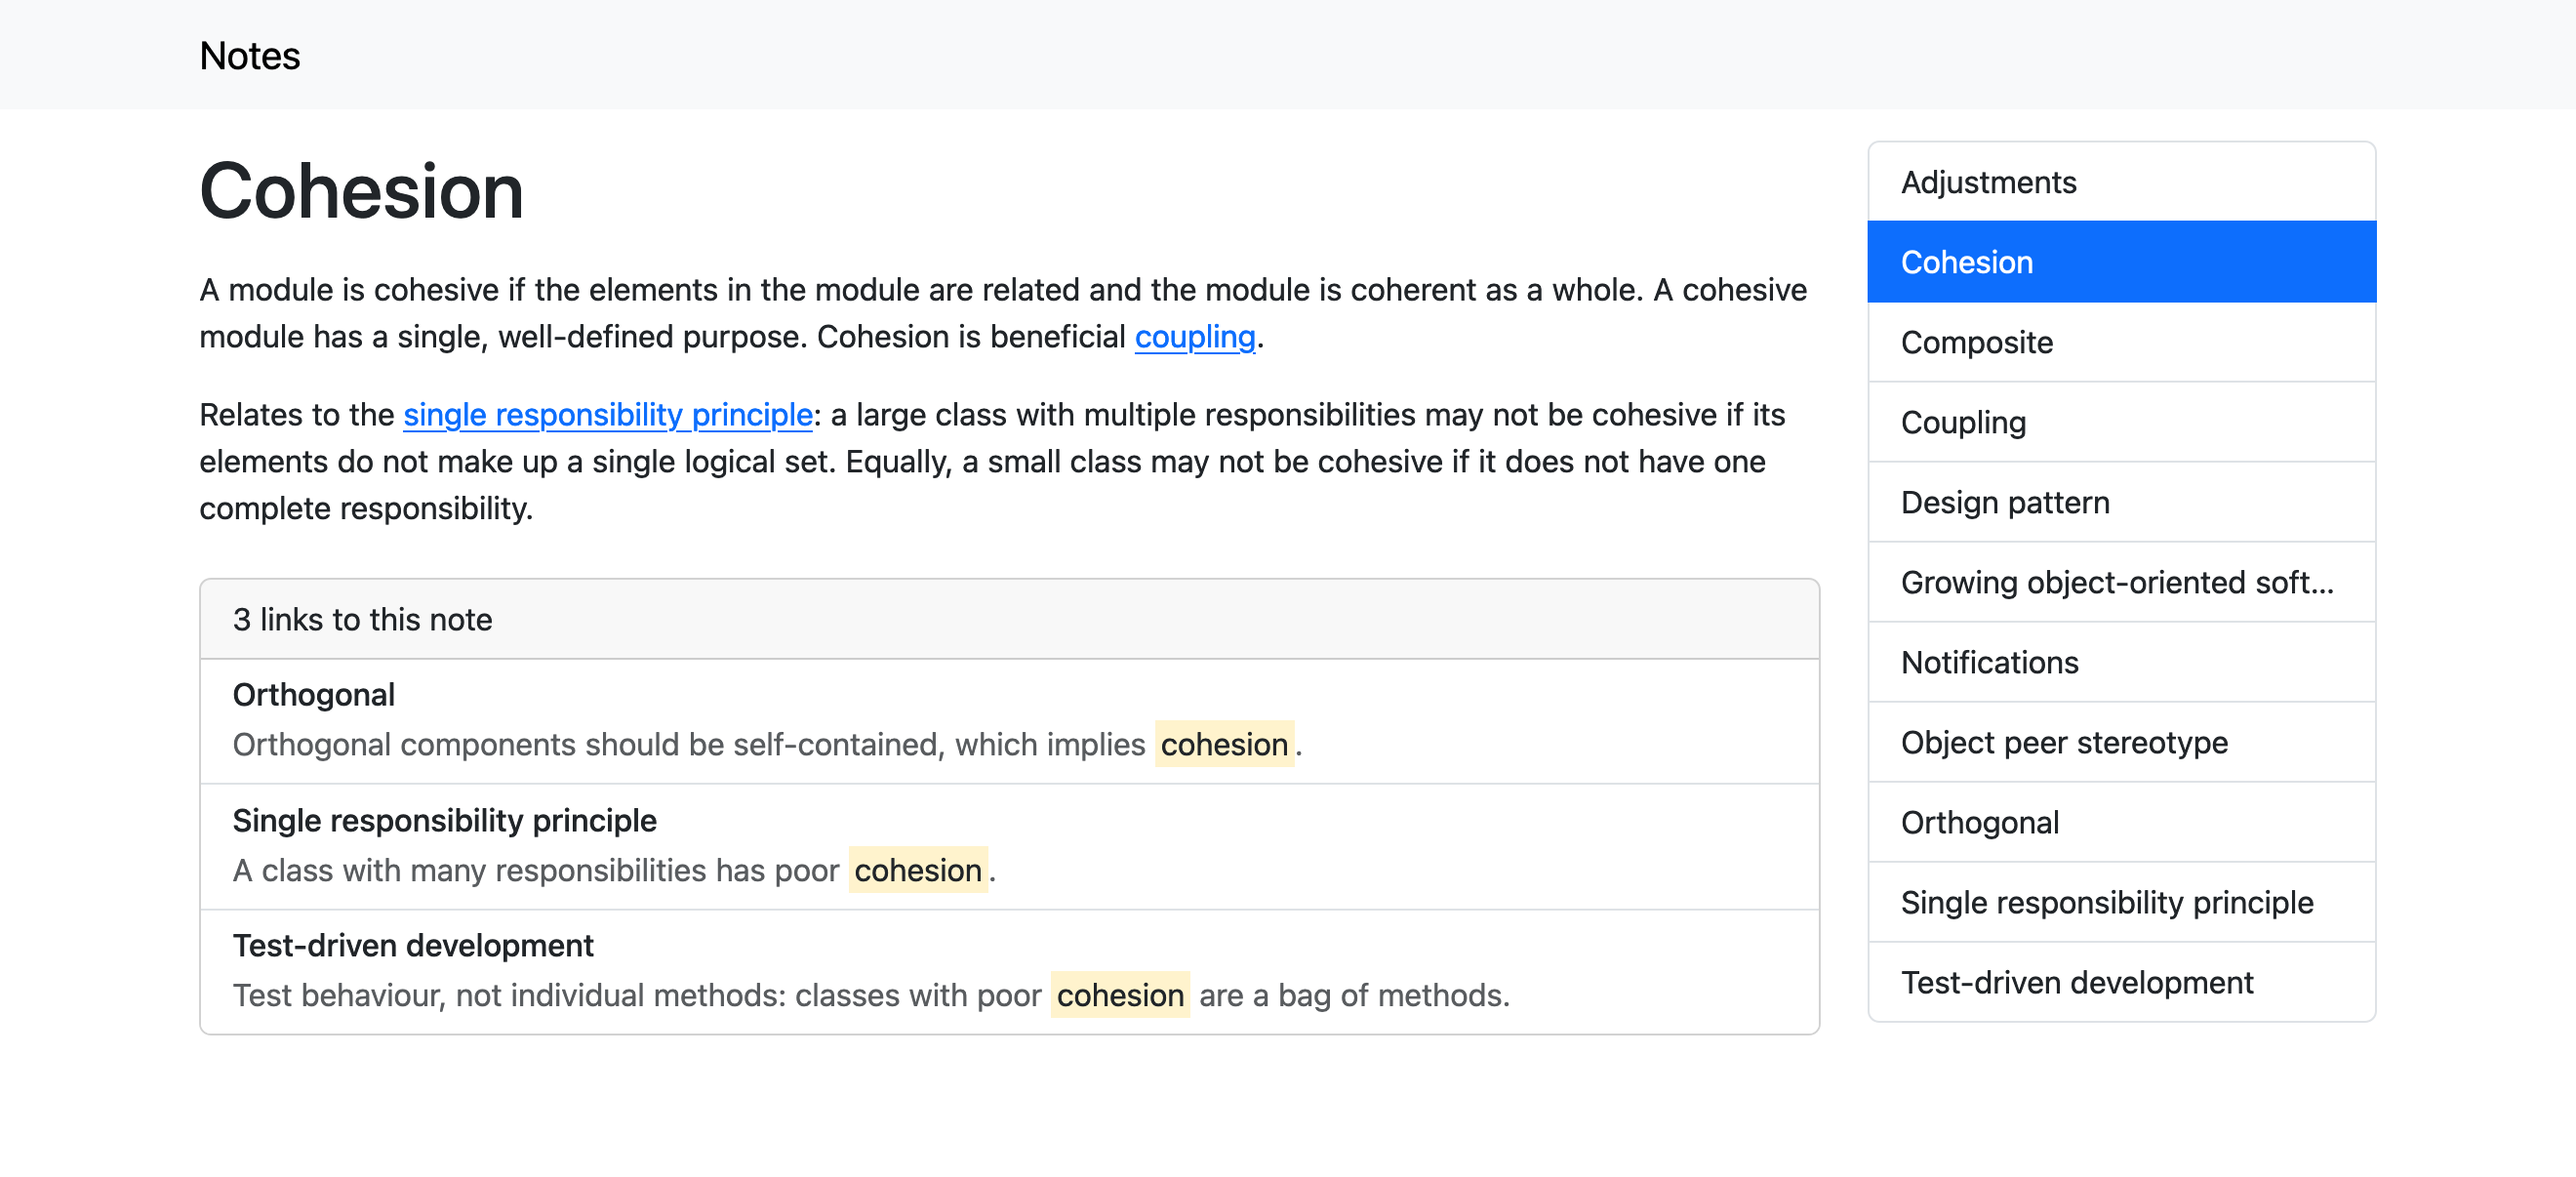 Notes
Cohesion
A module is cohesive if the elements in the module are related and the module is coherent as a whole. A cohesive
module has a single, well-defined purpose. Cohesion is beneficial coupling.
Relates to the single responsibility principle: a large class with multiple responsibilities may not be cohesive if its
elements do not make up a single logical set. Equally, a small class may not be cohesive if it does not have one
complete responsibility.
3 links to this note
Orthogonal
Orthogonal components should be self-contained, which implies cohesion.
Single responsibility principle
A class with many responsibilities has poor cohesion.
Test-driven development
Test behaviour, not individual methods: classes with poor cohesion are a bag of methods.
Adjustments
Cohesion
Composite
Coupling
Design pattern
Growing object-oriented soft...
Notifications
Object peer stereotype
Orthogonal
Single responsibility principle
Test-driven development